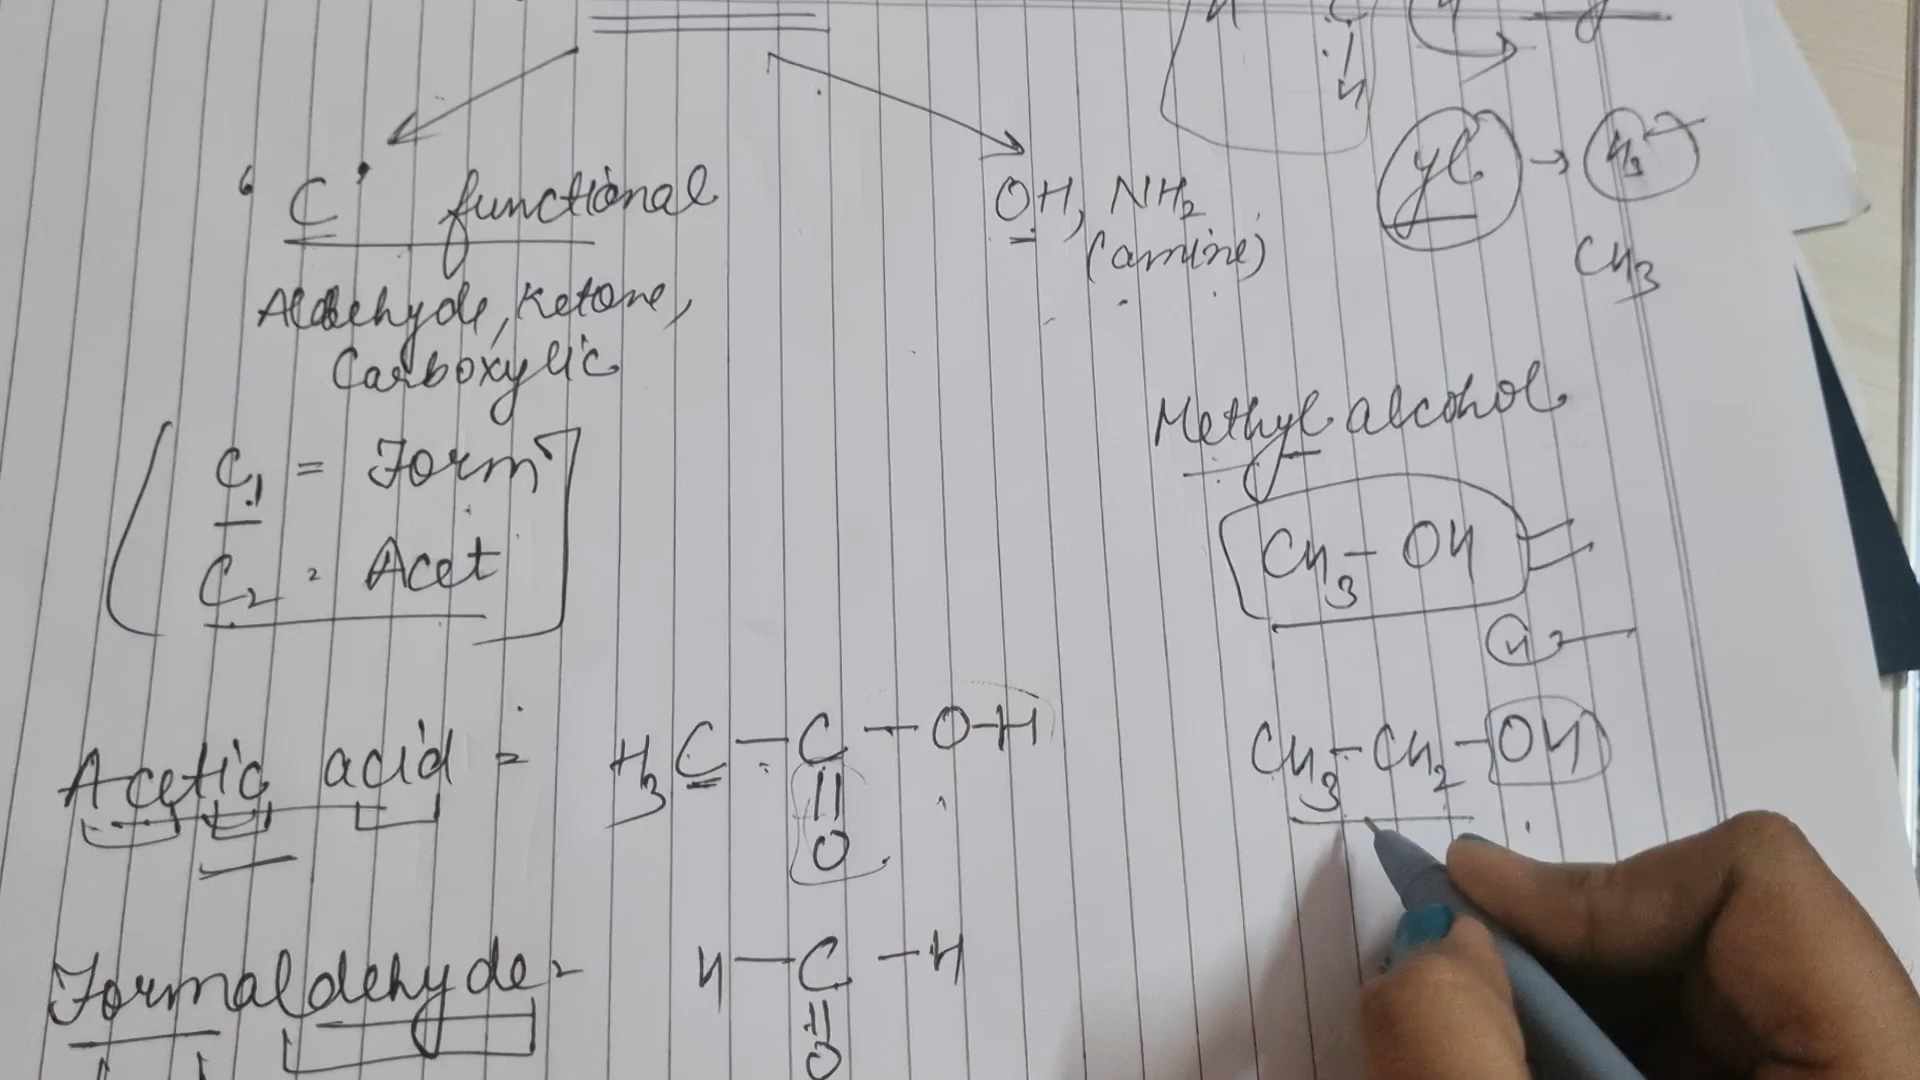 "C" functional
Aldehyde, Ketone,
Carboxylic
C1 = Form
C2 = Acet
Acetic acid =
H3C - C - O - H
||
O
Formaldehyde =
H - C - H
||
O
OH, NH2
(amine)
yl →
CH3
Methyl alcohol
CH3 - OH
CH3 - CH2 - OH